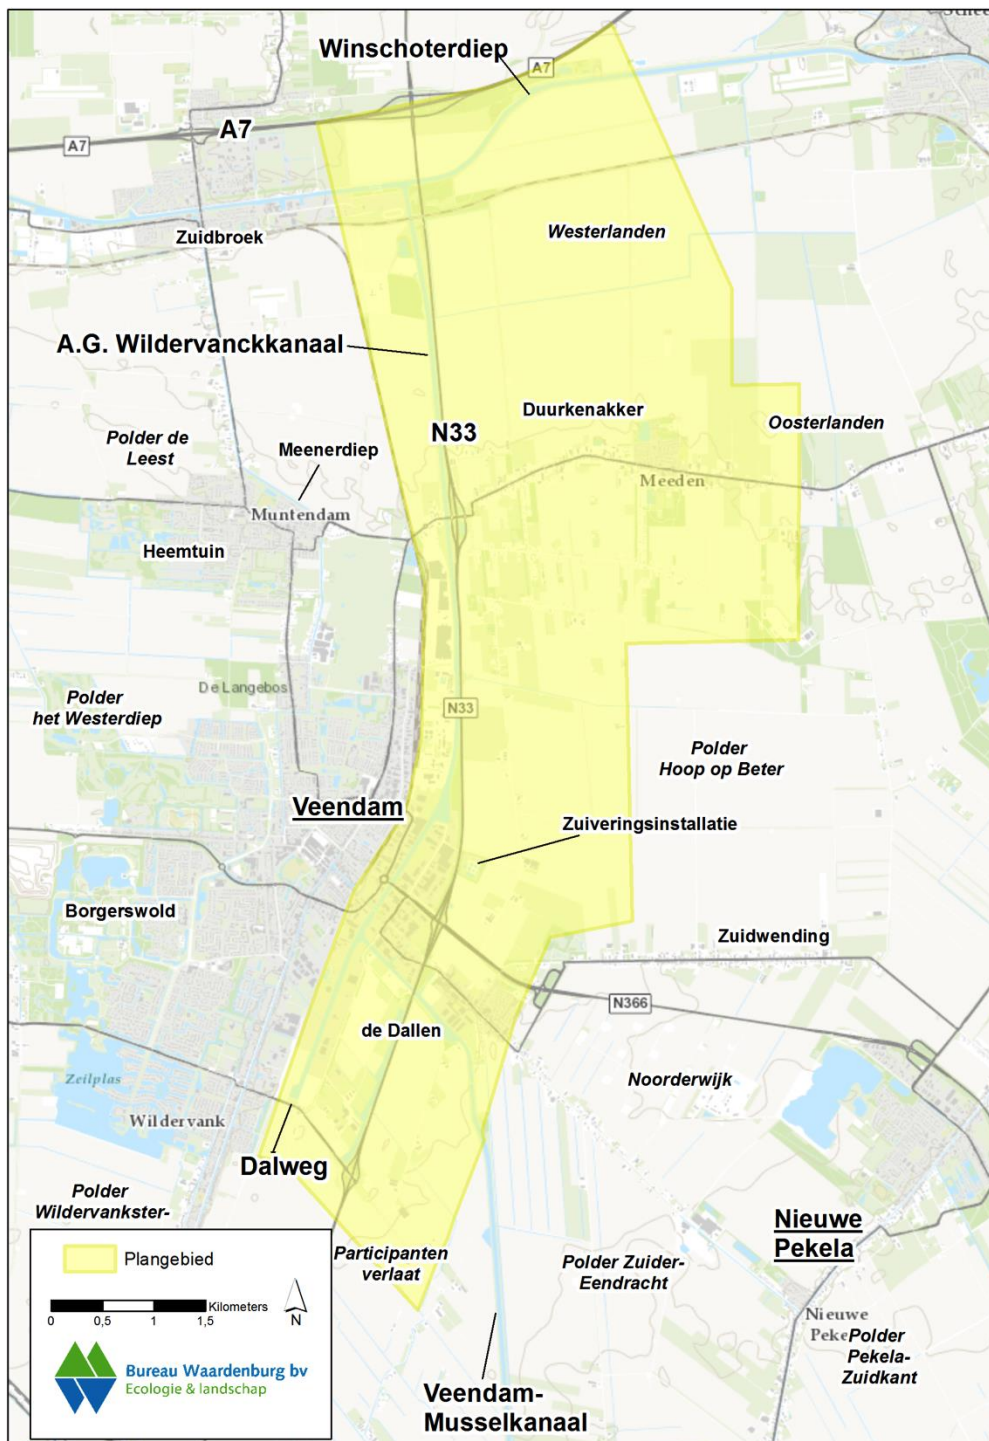 Winschoterdiep
A7
A7
A7
Zuidbroek
Westerlanden
A.G. Wildervanckkanaal
Duurkenakker
N33
Oosterlanden
Polder de
Leest
Meenerdiep
Meeden
Muntendam
Heemtuin
De Langebos
Polder
het Westerdiep
N33
Polder
Hoop op Beter
Veendam
Zuiveringsinstallatie
Borgerswold
Zuidwending
N366
de Dallen
Zeilplas
Noorderwijk
Wildervank
Dalweg
Polder
Wildervankster-
Nieuwe
Pekela
Participanten
verlaat
Polder Zuider-
Eendracht
Nieuwe
Polder
Pekela-
Zuidkant
Veendam-
Musselkanaal
Plangebied
Kilometers
0 0,5 1 1,5
N
Bureau Waardenburg bv
Ecologie & landschap